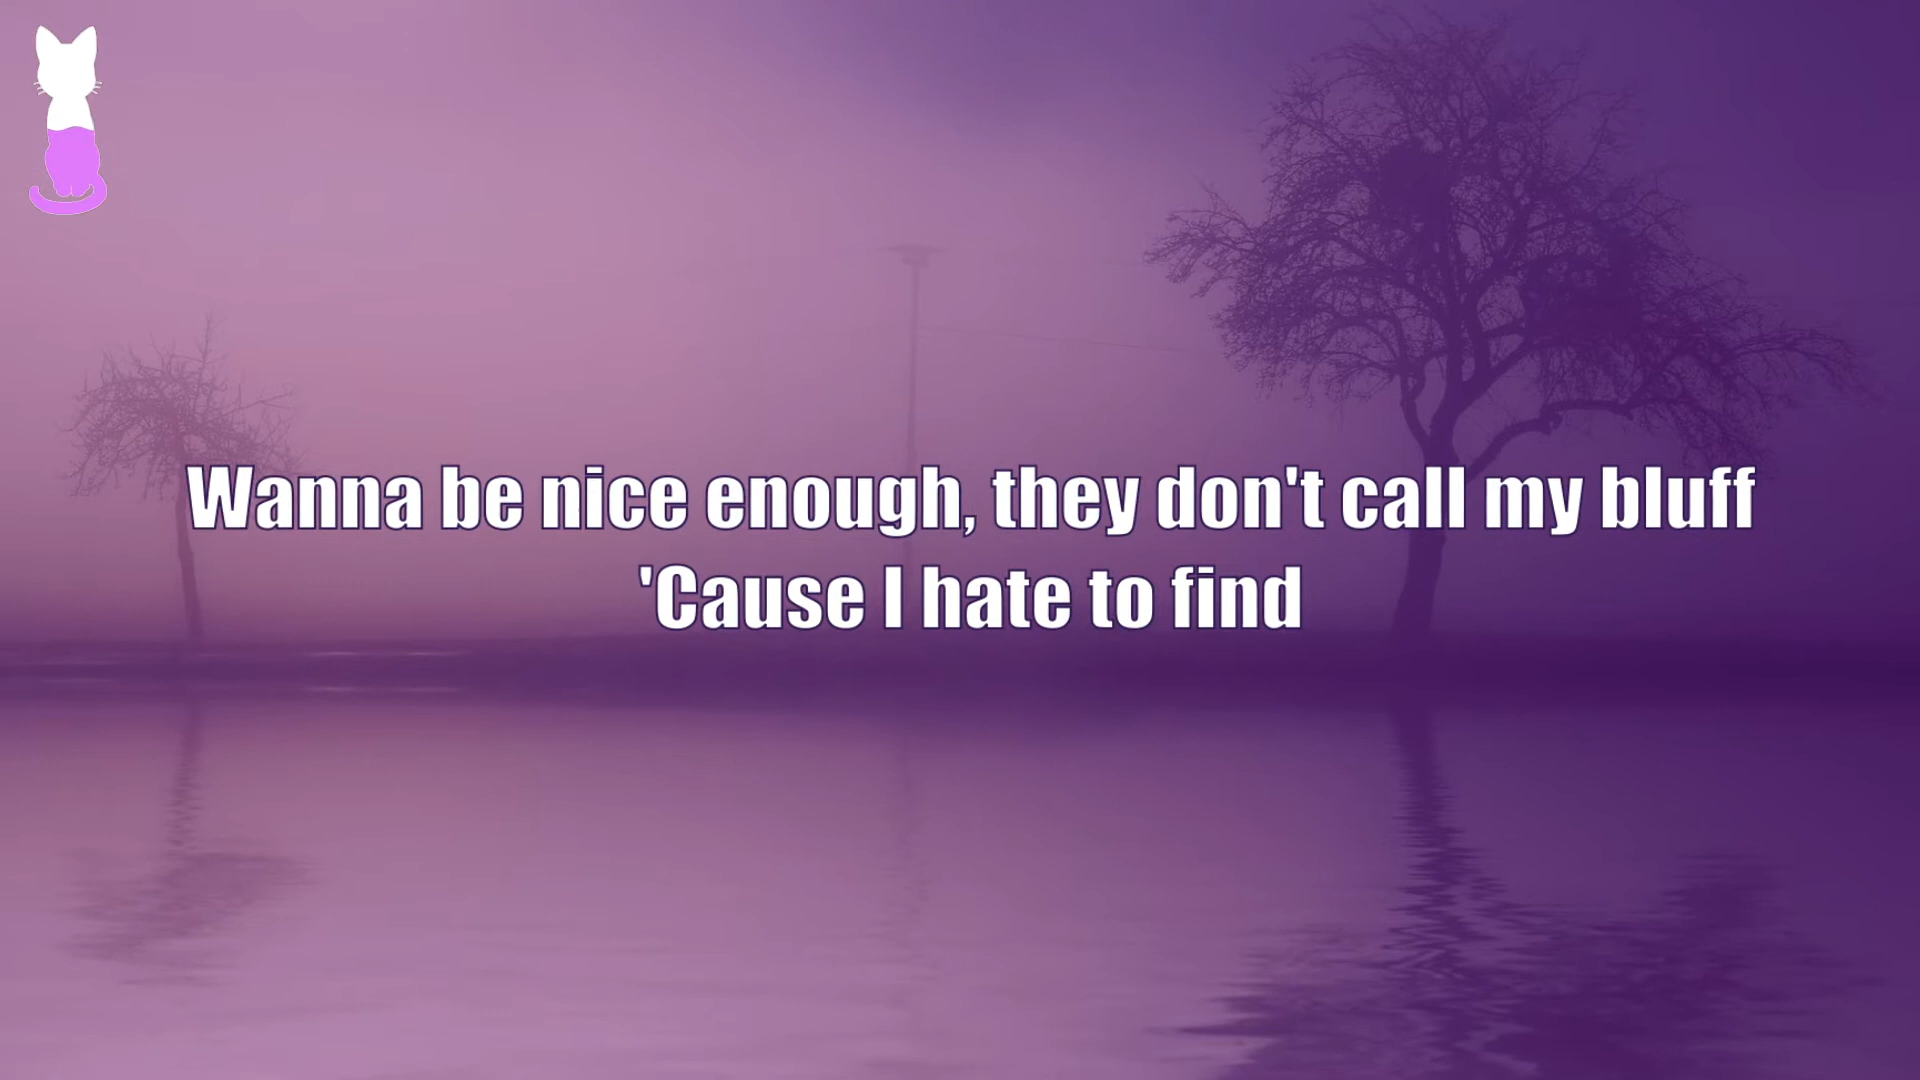 Wanna be nice enough, they don't call my bluff
'Cause I hate to find